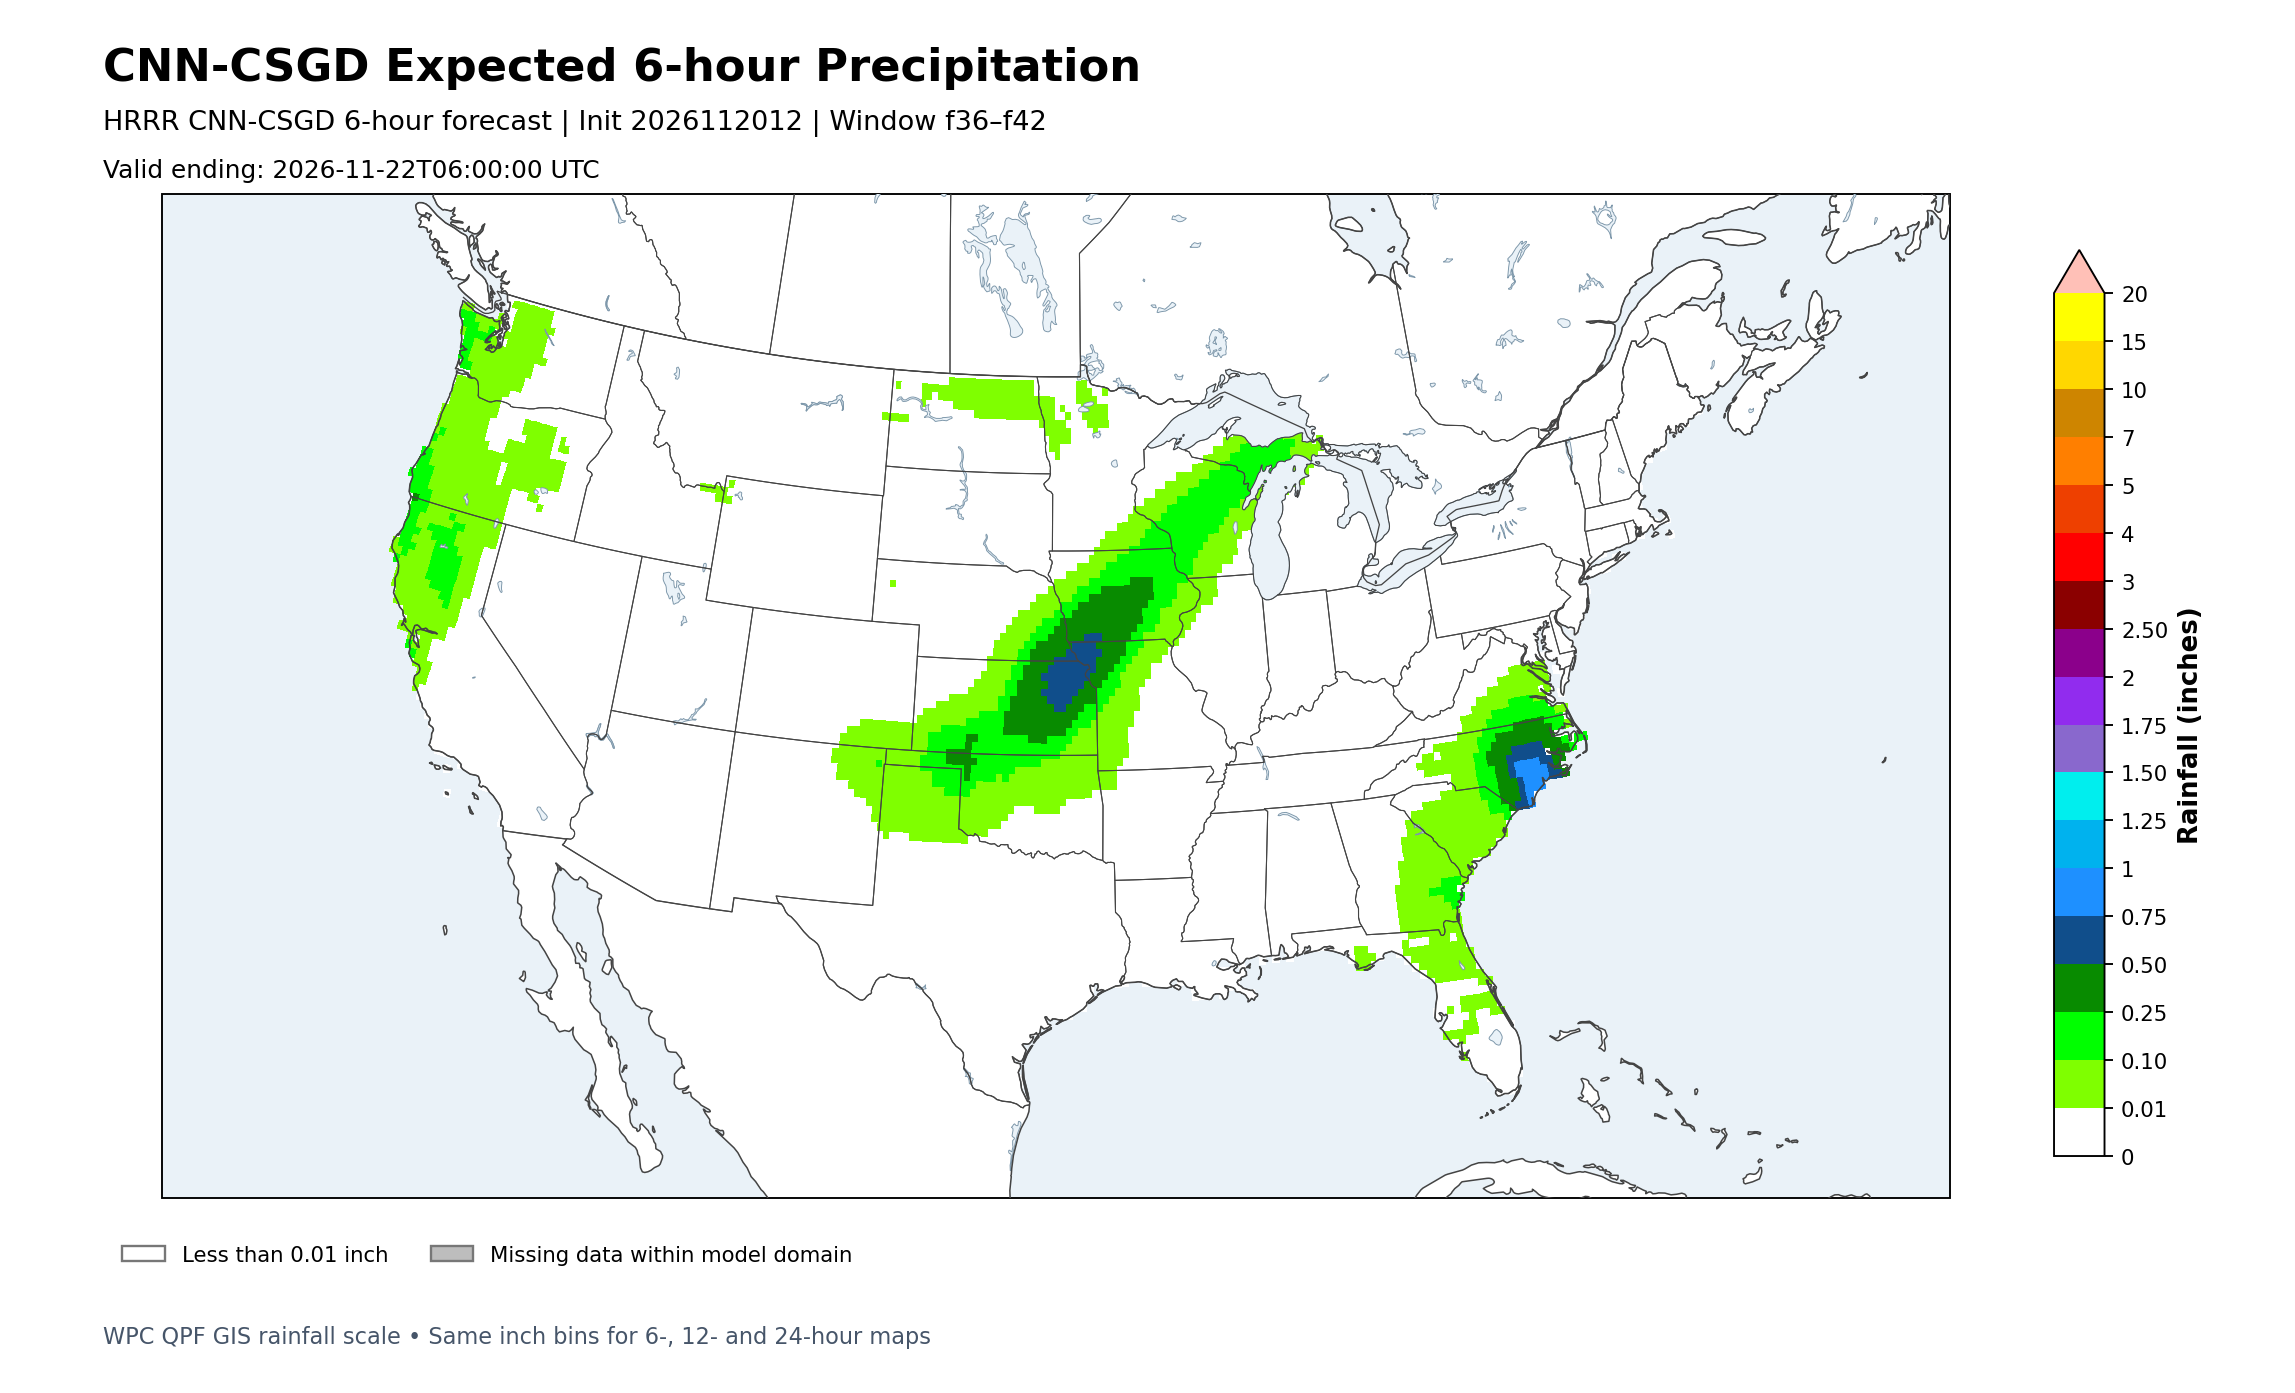 CNN-CSGD Expected 6-hour Precipitation
HRRR CNN-CSGD 6-hour forecast | Init 2026112012 | Window f36–f42
Valid ending: 2026-11-22T06:00:00 UTC
20
15
10
7
5
4
3
2.50
2
1.75
1.50
1.25
1
0.75
0.50
0.25
0.10
0.01
0
Rainfall (inches)
Less than 0.01 inch
Missing data within model domain
WPC QPF GIS rainfall scale • Same inch bins for 6-, 12- and 24-hour maps